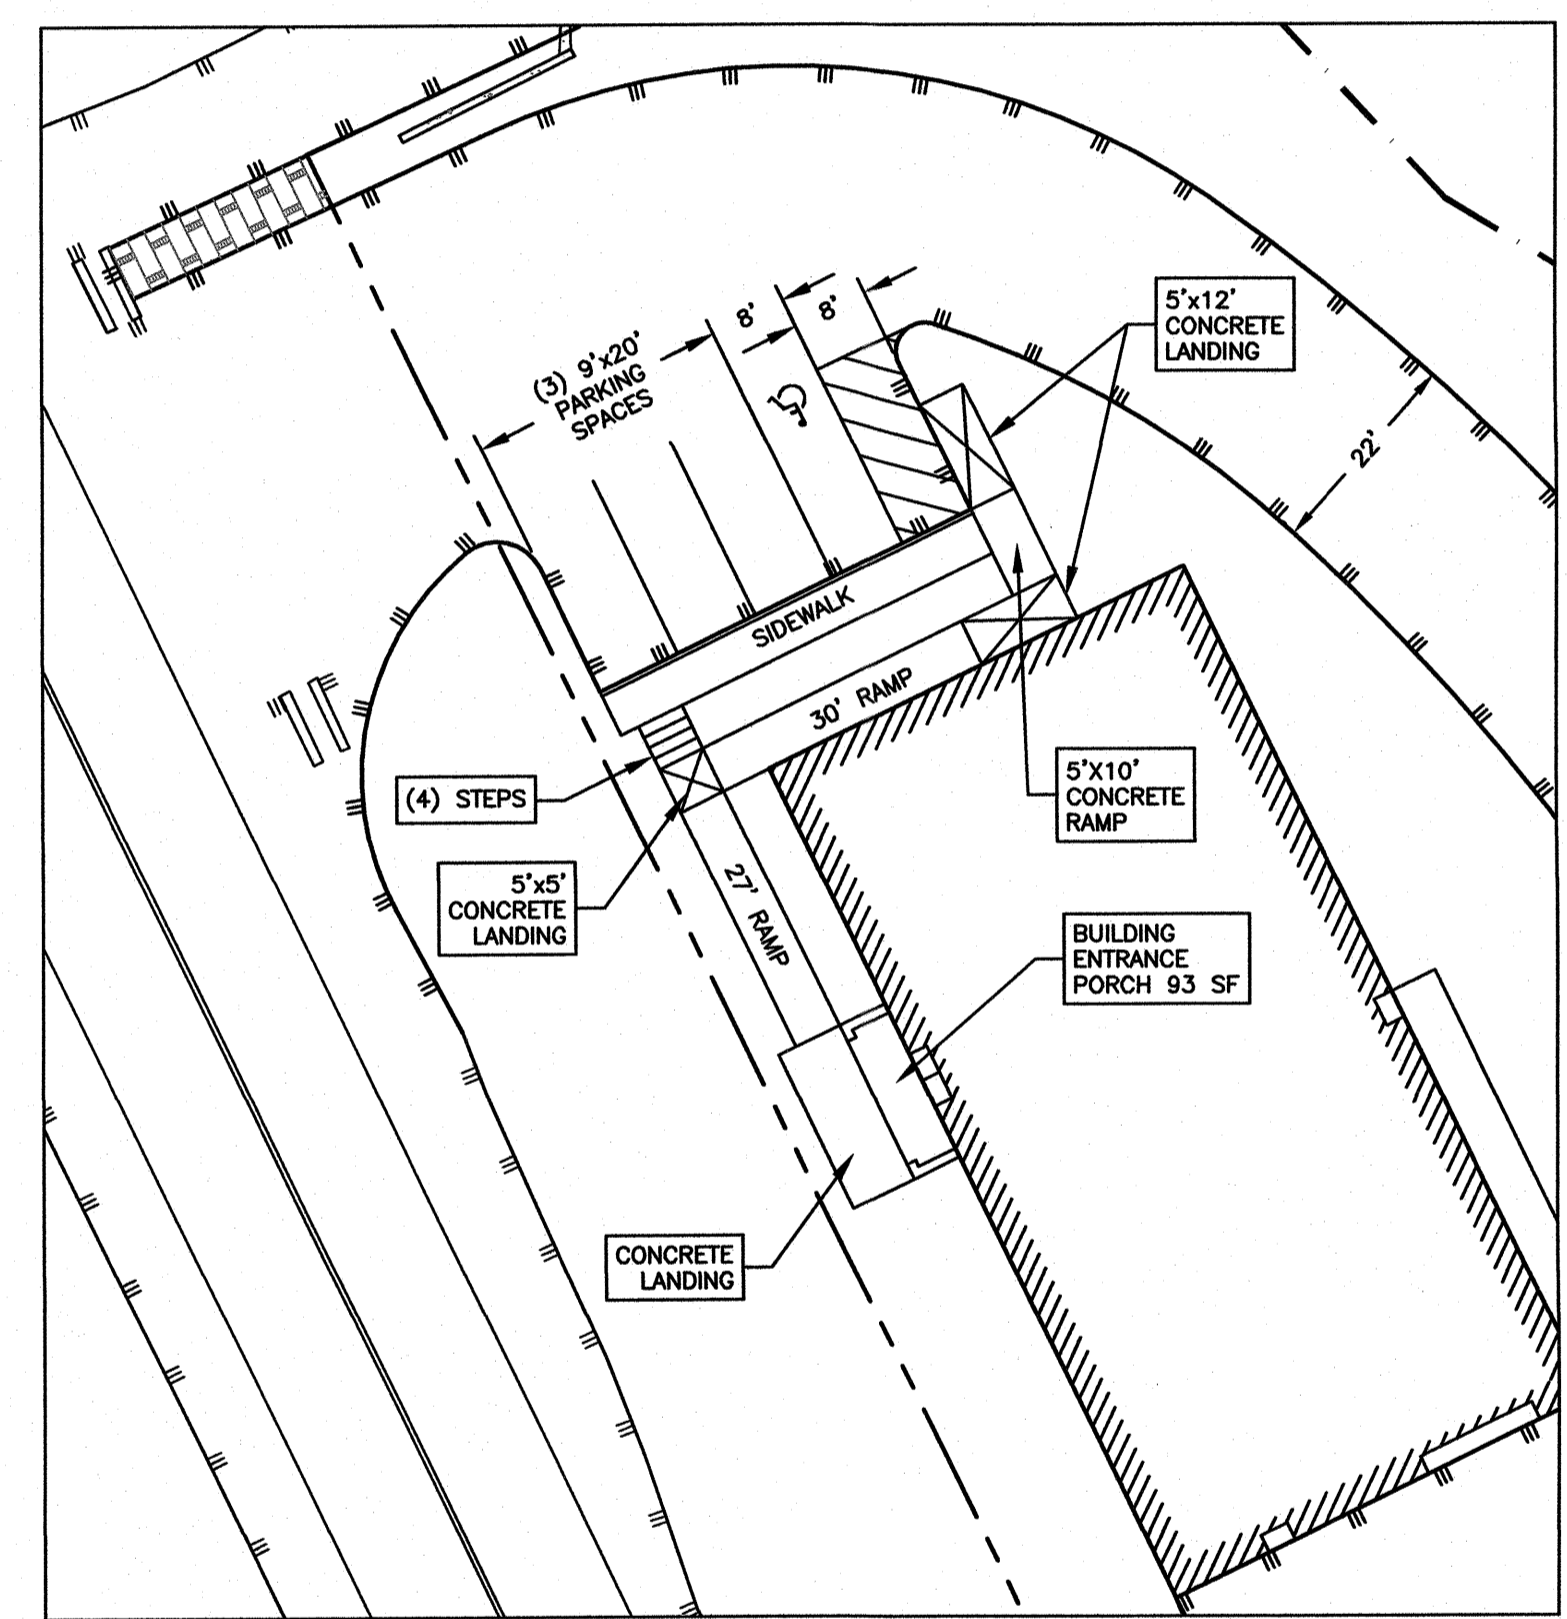 (3) 9'x20'
PARKING
SPACES
8'
8'
5'x12'
CONCRETE
LANDING
22'
SIDEWALK
30' RAMP
(4) STEPS
5'X10'
CONCRETE
RAMP
5'x5'
CONCRETE
LANDING
27' RAMP
BUILDING
ENTRANCE
PORCH 93 SF
CONCRETE
LANDING